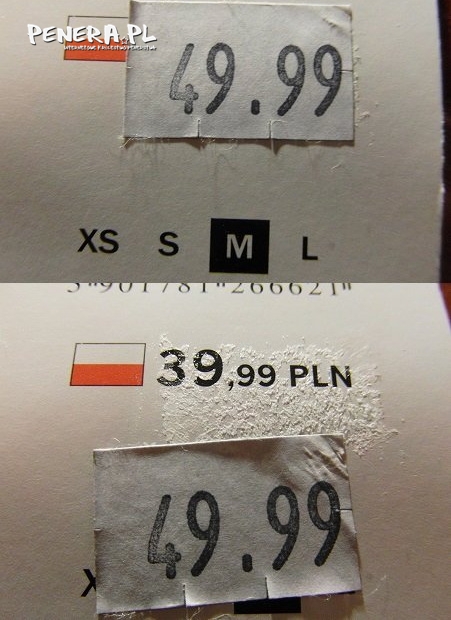 PENERA.PL
49.99
XS S M L
39,99 PLN
49.99
X